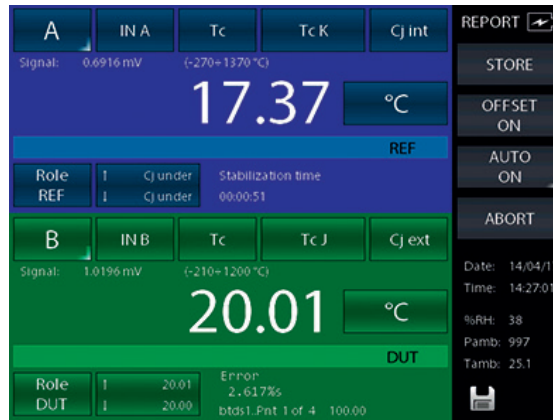 A IN A Tc Tc K Cj int
Signal: 0.6916 mV (-270÷1370 °C)
17.37 °C
REF
Role REF
1 Cj under
1 Cj under
Stabilization time
00:00:51
B IN B Tc Tc J Cj ext
Signal: 1.0196 mV (-210÷1200 °C)
20.01 °C
DUT
Role DUT
1 20.01
1 20.00
Error
2.617%s
btds1..Pnt 1 of 4 100.00
REPORT
STORE
OFFSET
ON
AUTO
ON
ABORT
Date: 14/04/1
Time: 14:27:01
%RH: 38
Pamb: 997
Tamb: 25.1